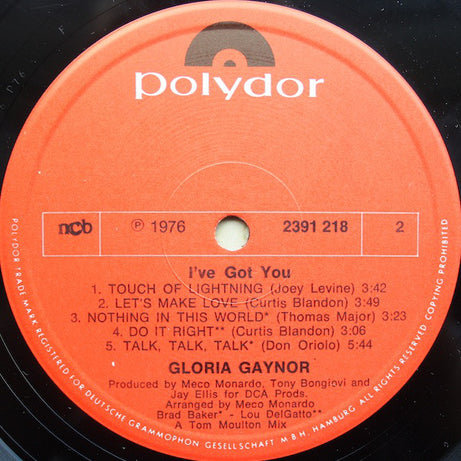 polydor
ncb
℗ 1976
2391 218
2
I've Got You
1. TOUCH OF LIGHTNING (Joey Levine) 3:42
2. LET'S MAKE LOVE (Curtis Blandon) 3:49
3. NOTHING IN THIS WORLD* (Thomas Major) 3:23
4. DO IT RIGHT** (Curtis Blandon) 3:06
5. TALK, TALK, TALK* (Don Oriolo) 5:44
GLORIA GAYNOR
Produced by Meco Monardo, Tony Bongiovi and
Jay Ellis for DCA Prods.
Arranged by Meco Monardo
Brad Baker* - Lou DelGatto**
A Tom Moulton Mix
POLYDOR TRADE MARK REGISTERED FOR DEUTSCHE GRAMMOPHON GESELLSCHAFT M B H, HAMBURG ALL RIGHTS RESERVED COPYING PROHIBITED